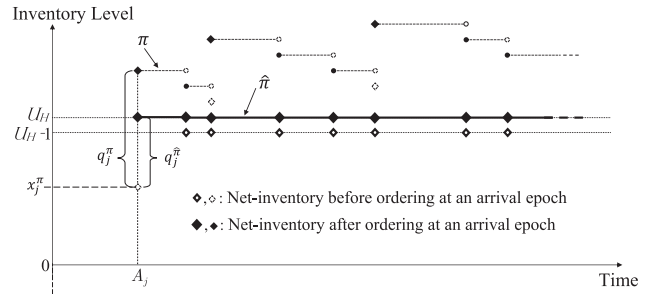 Inventory Level
π
π̂
U_H
U_H-1
q_j^π
q_j^π̂
x_j^π
: Net-inventory before ordering at an arrival epoch
: Net-inventory after ordering at an arrival epoch
0
A_j
Time